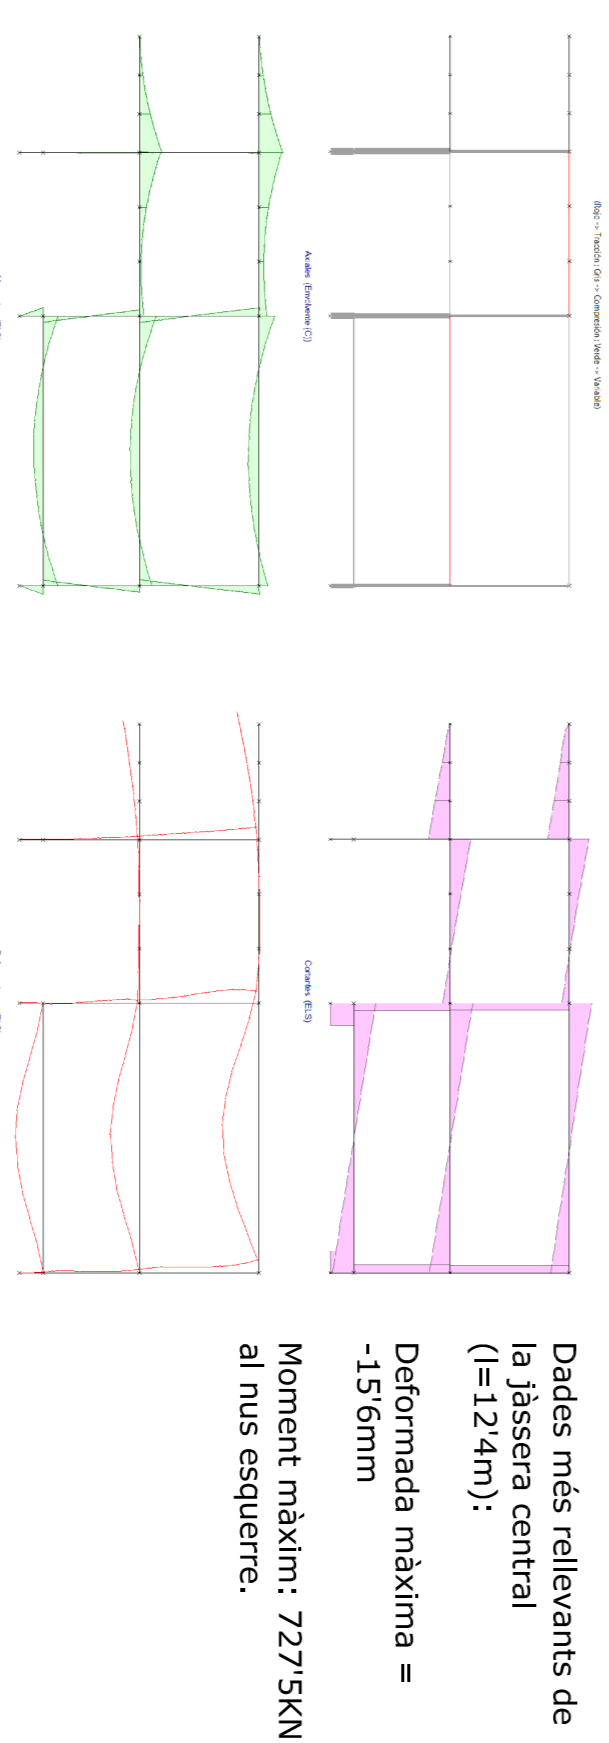 (Rojo -> Tracción; Gris -> Compresión; Verde -> Variable)
Axiales (Envolvente (C))
Cortantes (ELS)
Dades més rellevants de
la jàssera central
(l=12'4m):
Deformada màxima =
-15'6mm
Moment màxim: 727'5KN
al nus esquerre.